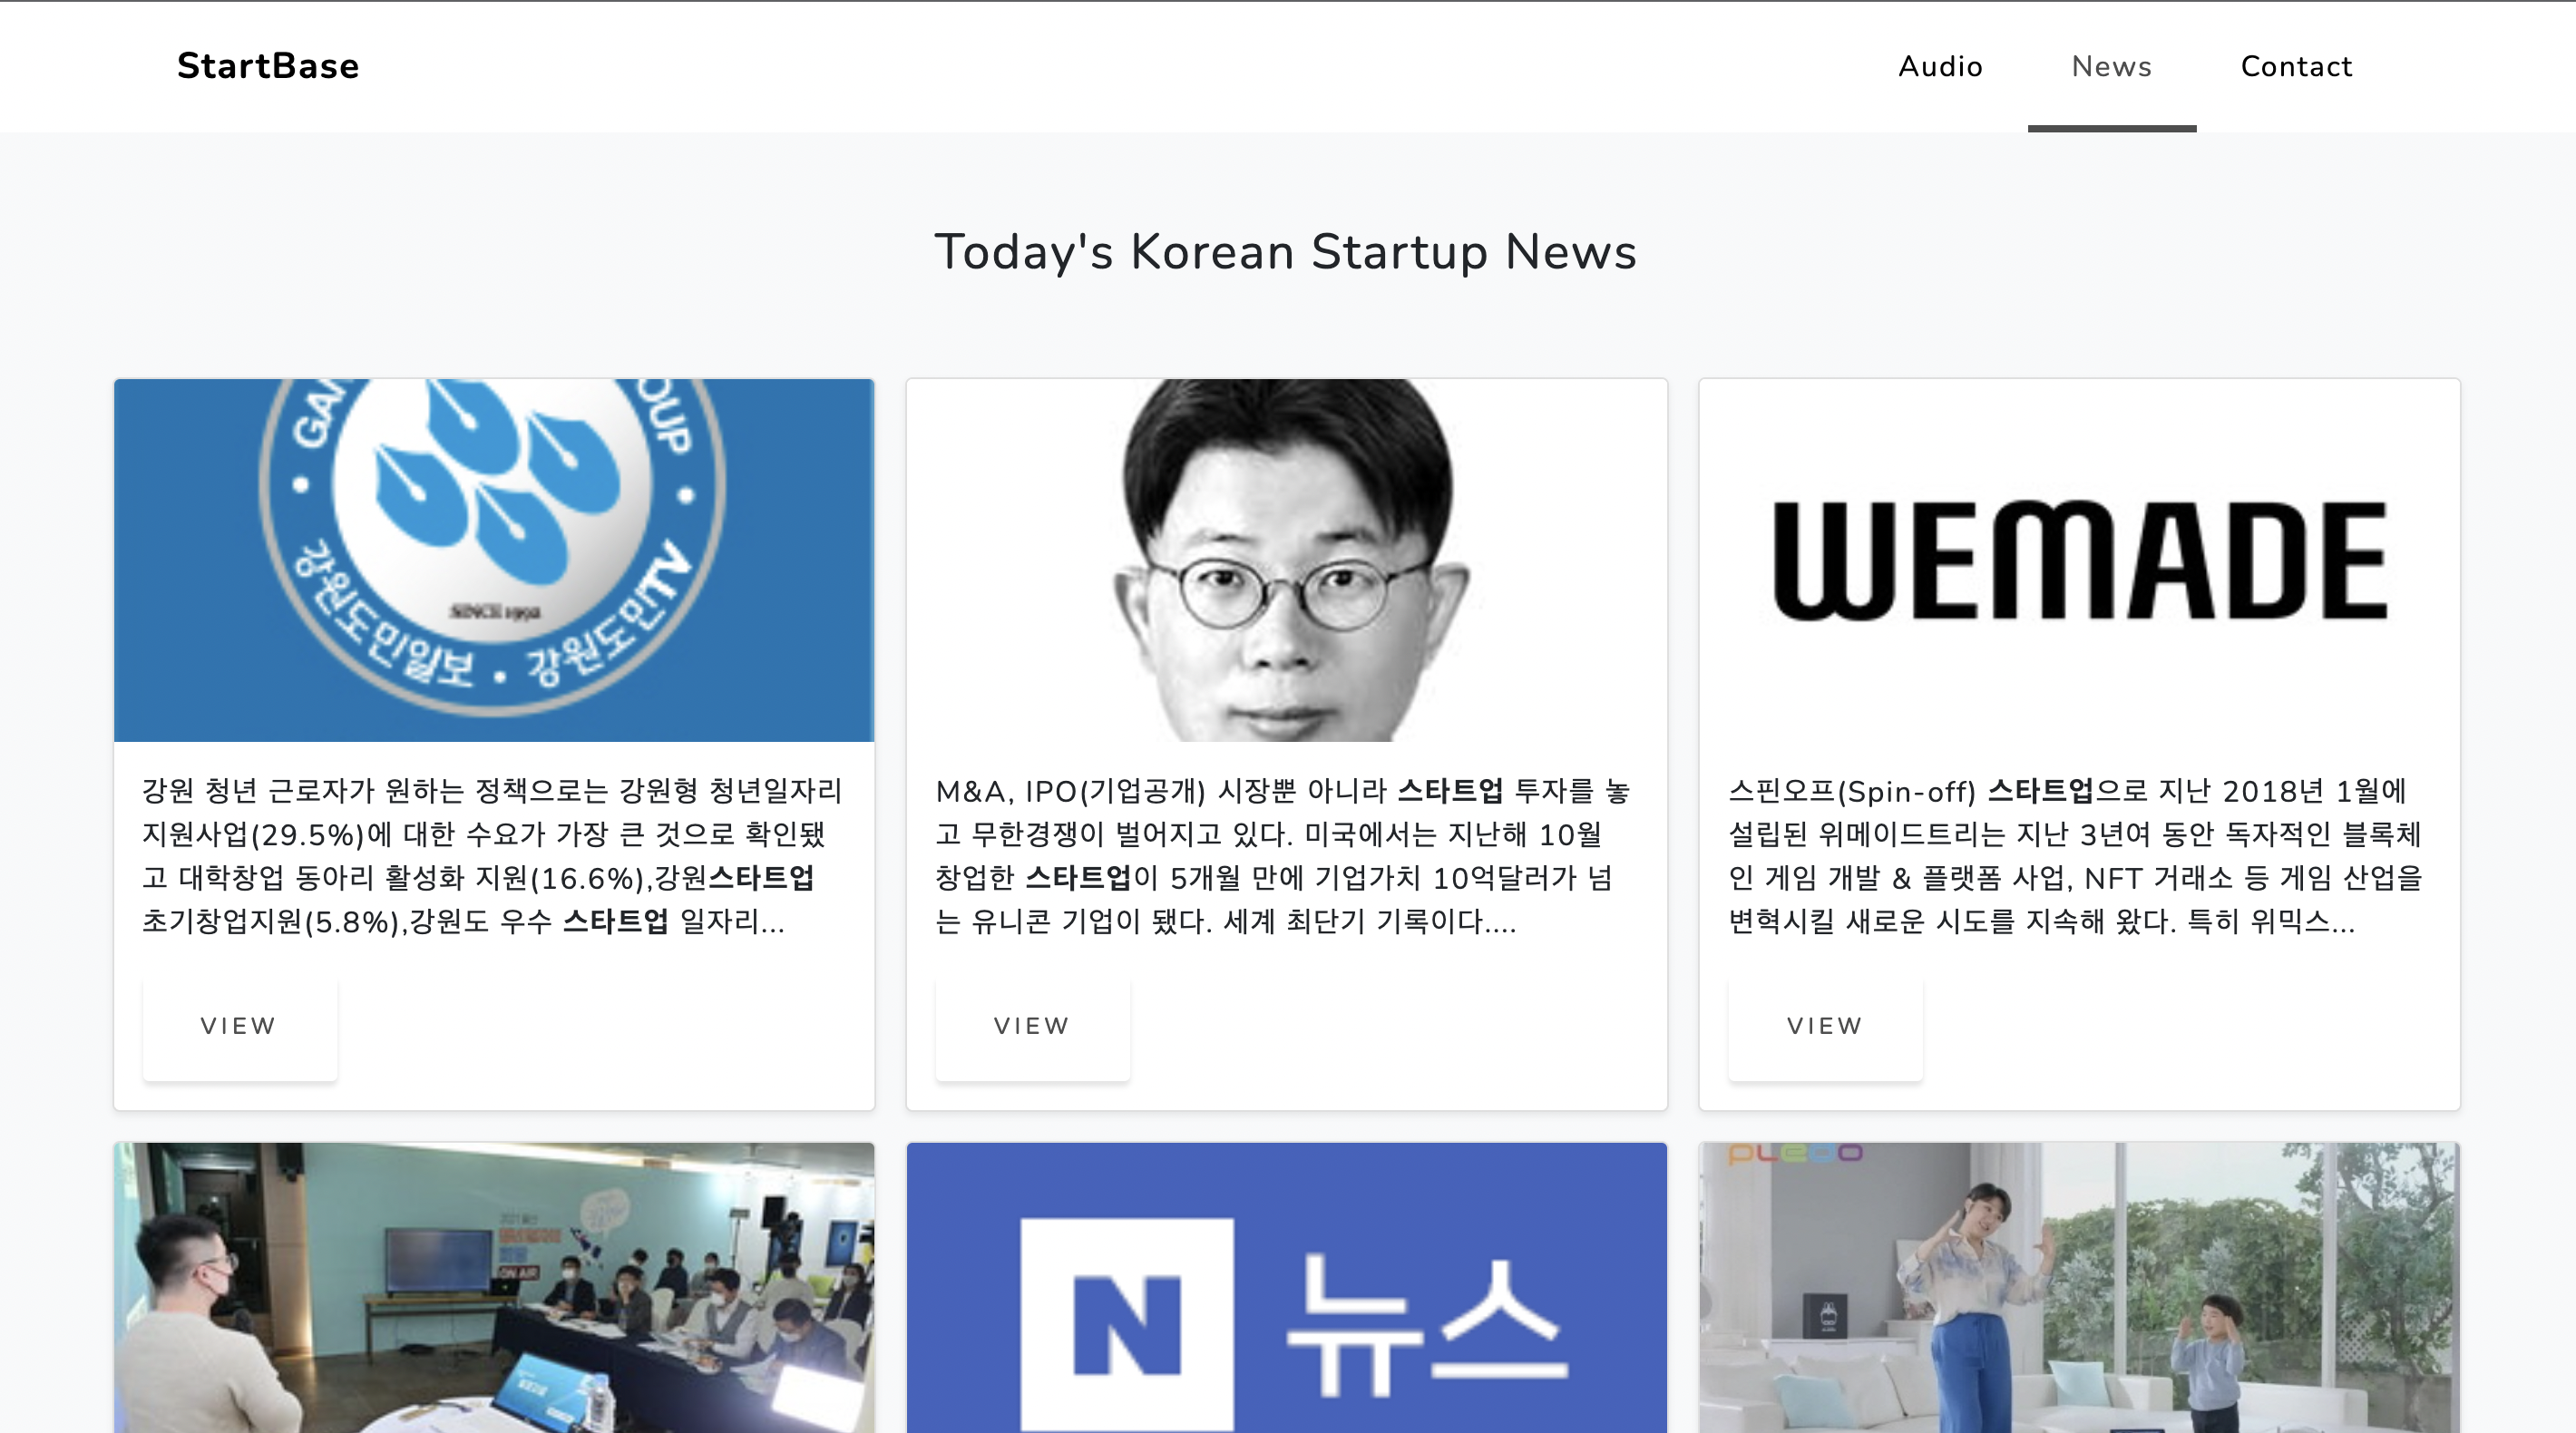 StartBase
Audio
News
Contact
Today's Korean Startup News
강원도민일보 • 강원도민TV
SINCE 1992
WEMADE
강원 청년 근로자가 원하는 정책으로는 강원형 청년일자리
지원사업(29.5%)에 대한 수요가 가장 큰 것으로 확인됐
고 대학창업 동아리 활성화 지원(16.6%),강원스타트업
초기창업지원(5.8%),강원도 우수 스타트업 일자리...
VIEW
M&A, IPO(기업공개) 시장뿐 아니라 스타트업 투자를 놓
고 무한경쟁이 벌어지고 있다. 미국에서는 지난해 10월
창업한 스타트업이 5개월 만에 기업가치 10억달러가 넘
는 유니콘 기업이 됐다. 세계 최단기 기록이다....
VIEW
스핀오프(Spin-off) 스타트업으로 지난 2018년 1월에
설립된 위메이드트리는 지난 3년여 동안 독자적인 블록체
인 게임 개발 & 플랫폼 사업, NFT 거래소 등 게임 산업을
변혁시킬 새로운 시도를 지속해 왔다. 특히 위믹스...
VIEW
ON AIR
N 뉴스